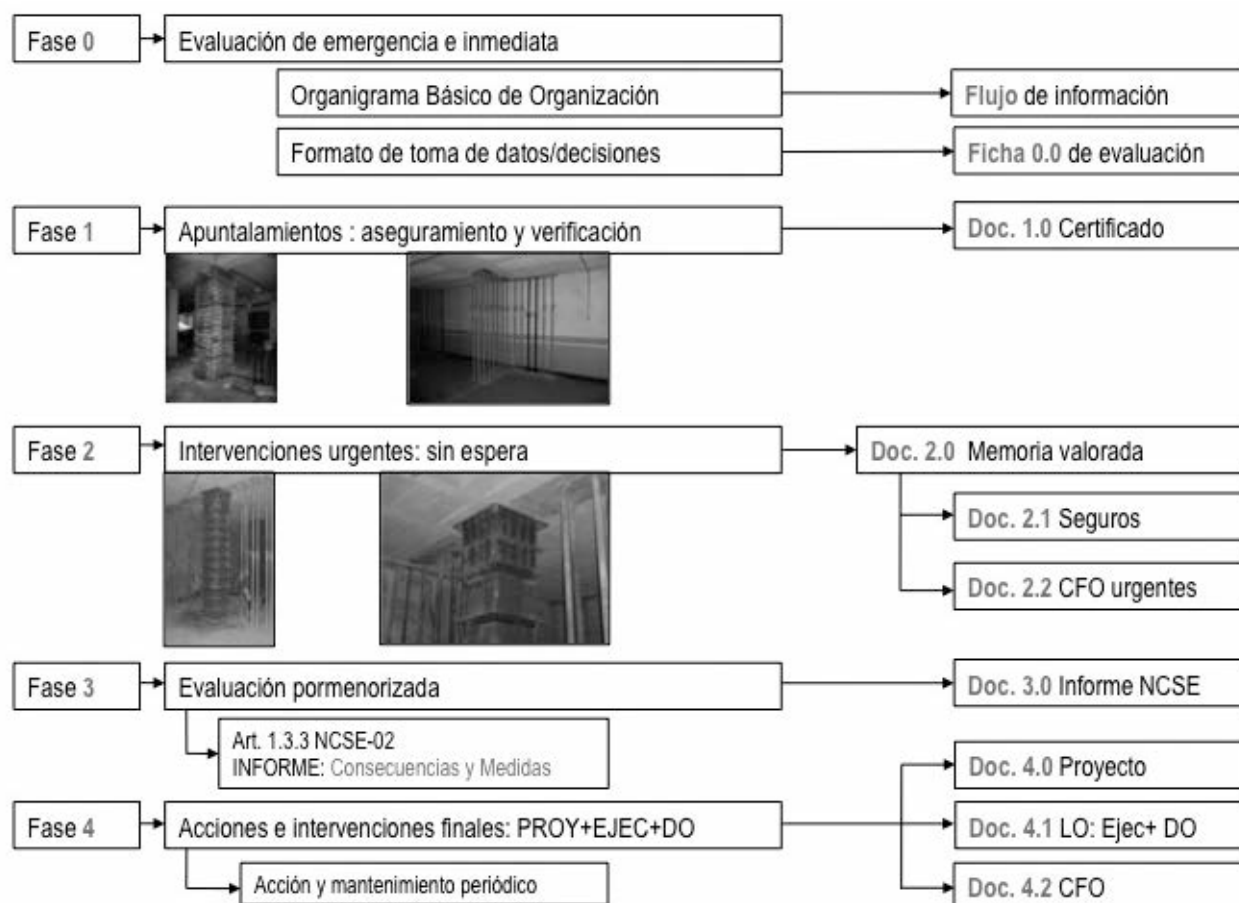 Fase 0
Evaluación de emergencia e inmediata
Organigrama Básico de Organización
Flujo de información
Formato de toma de datos/decisiones
Ficha 0.0 de evaluación
Fase 1
Apuntalamientos : aseguramiento y verificación
Doc. 1.0 Certificado
Fase 2
Intervenciones urgentes: sin espera
Doc. 2.0 Memoria valorada
Doc. 2.1 Seguros
Doc. 2.2 CFO urgentes
Fase 3
Evaluación pormenorizada
Doc. 3.0 Informe NCSE
Art. 1.3.3 NCSE-02
INFORME: Consecuencias y Medidas
Doc. 4.0 Proyecto
Fase 4
Acciones e intervenciones finales: PROY+EJEC+DO
Doc. 4.1 LO: Ejec+ DO
Acción y mantenimiento periódico
Doc. 4.2 CFO